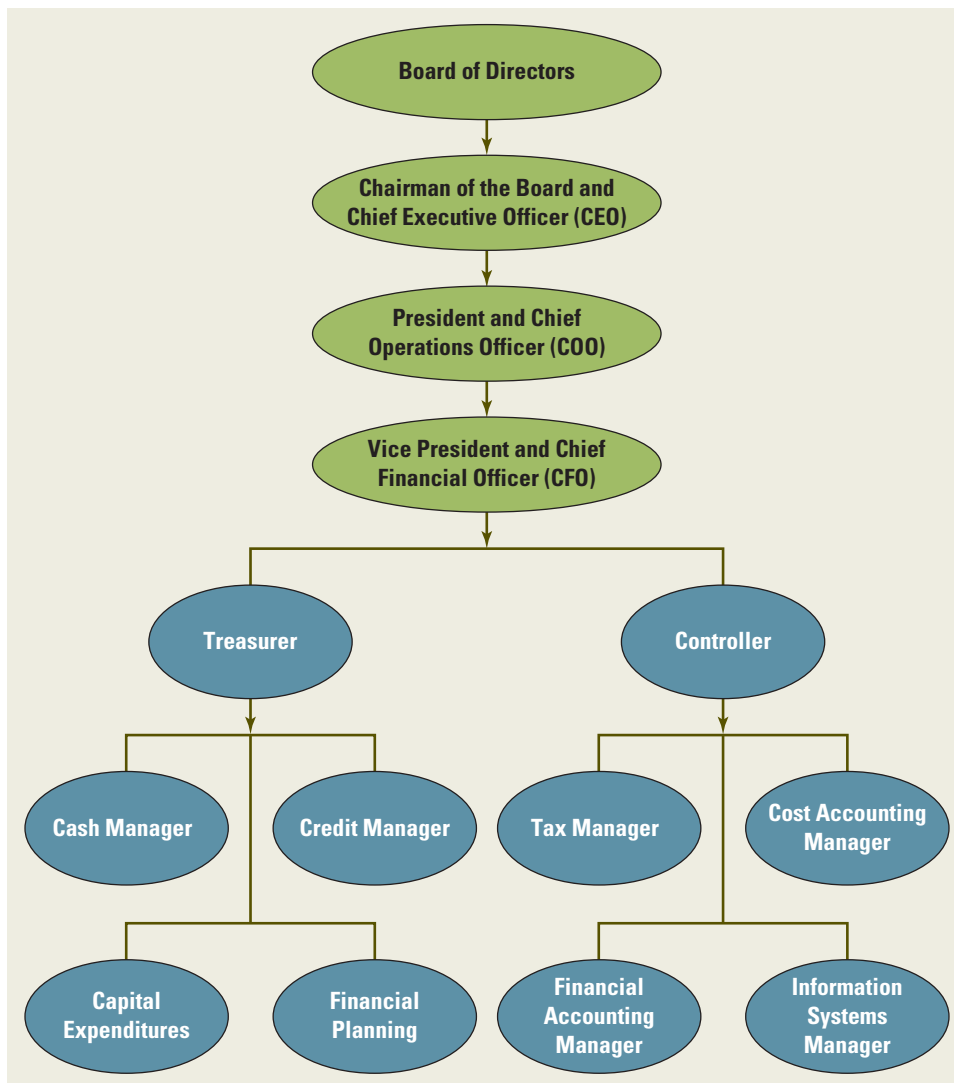 Board of Directors
Chairman of the Board and
Chief Executive Officer (CEO)
President and Chief
Operations Officer (COO)
Vice President and Chief
Financial Officer (CFO)
Treasurer
Controller
Cash Manager
Credit Manager
Tax Manager
Cost Accounting
Manager
Capital
Expenditures
Financial
Planning
Financial
Accounting
Manager
Information
Systems
Manager